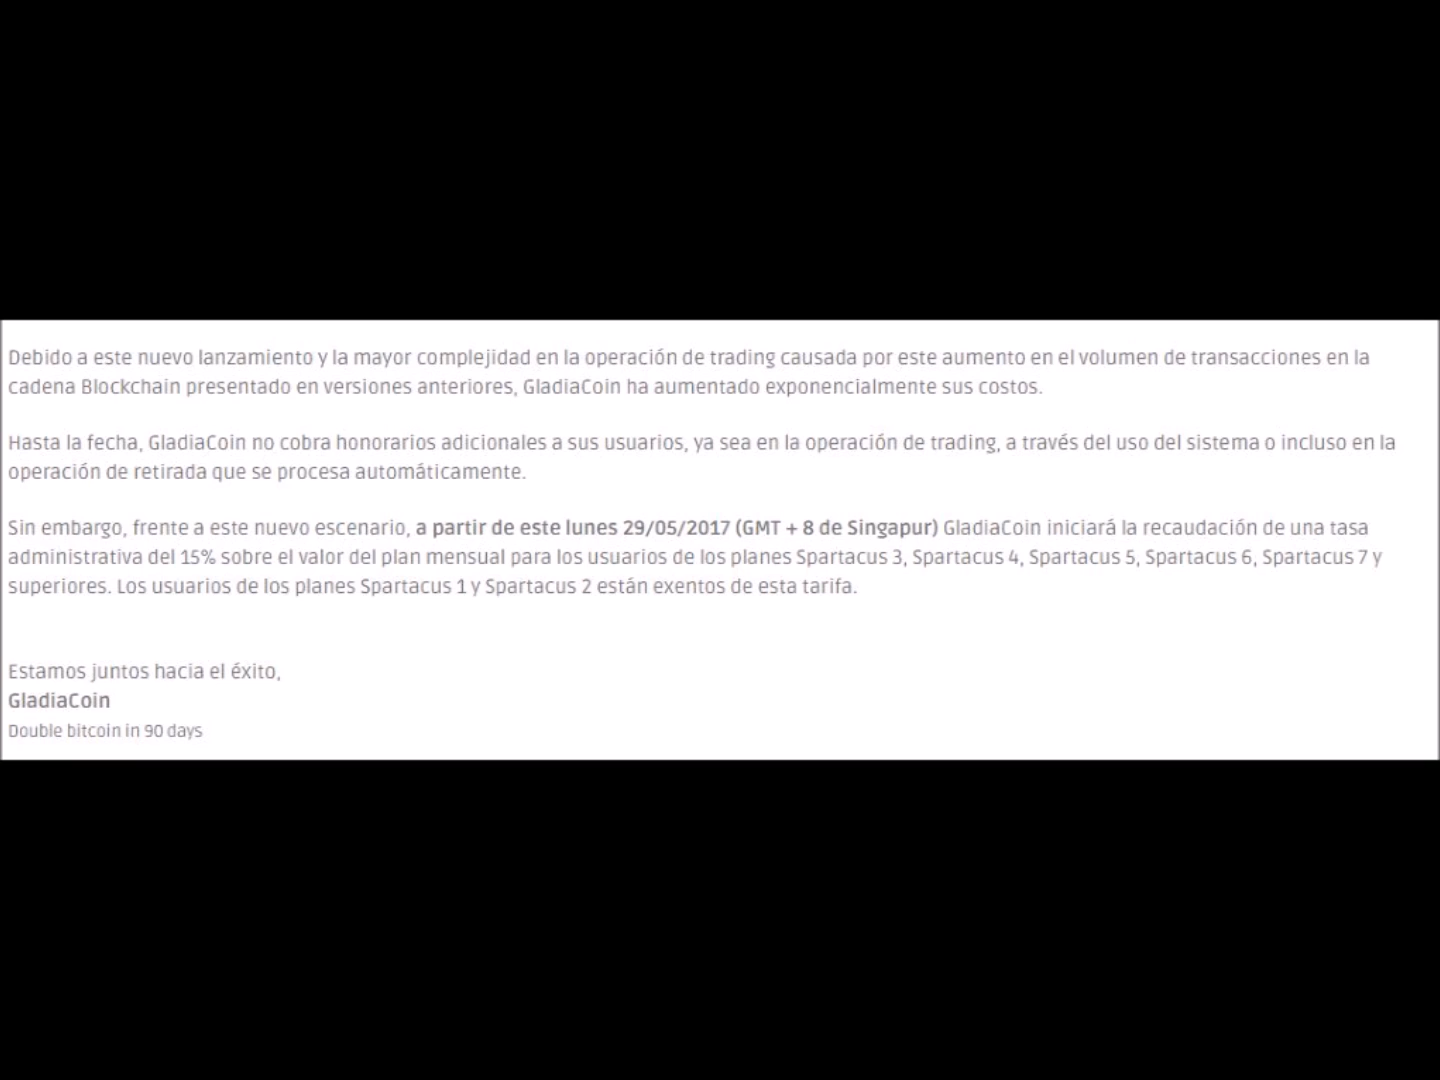 Debido a este nuevo lanzamiento y la mayor complejidad en la operación de trading causada por este aumento en el volumen de transacciones en la
cadena Blockchain presentado en versiones anteriores, GladiaCoin ha aumentado exponencialmente sus costos.
Hasta la fecha, GladiaCoin no cobra honorarios adicionales a sus usuarios, ya sea en la operación de trading, a través del uso del sistema o incluso en la
operación de retirada que se procesa automáticamente.
Sin embargo, frente a este nuevo escenario, a partir de este lunes 29/05/2017 (GMT + 8 de Singapur) GladiaCoin iniciará la recaudación de una tasa
administrativa del 15% sobre el valor del plan mensual para los usuarios de los planes Spartacus 3, Spartacus 4, Spartacus 5, Spartacus 6, Spartacus 7 y
superiores. Los usuarios de los planes Spartacus 1 y Spartacus 2 están exentos de esta tarifa.
Estamos juntos hacia el éxito,
GladiaCoin
Double bitcoin in 90 days